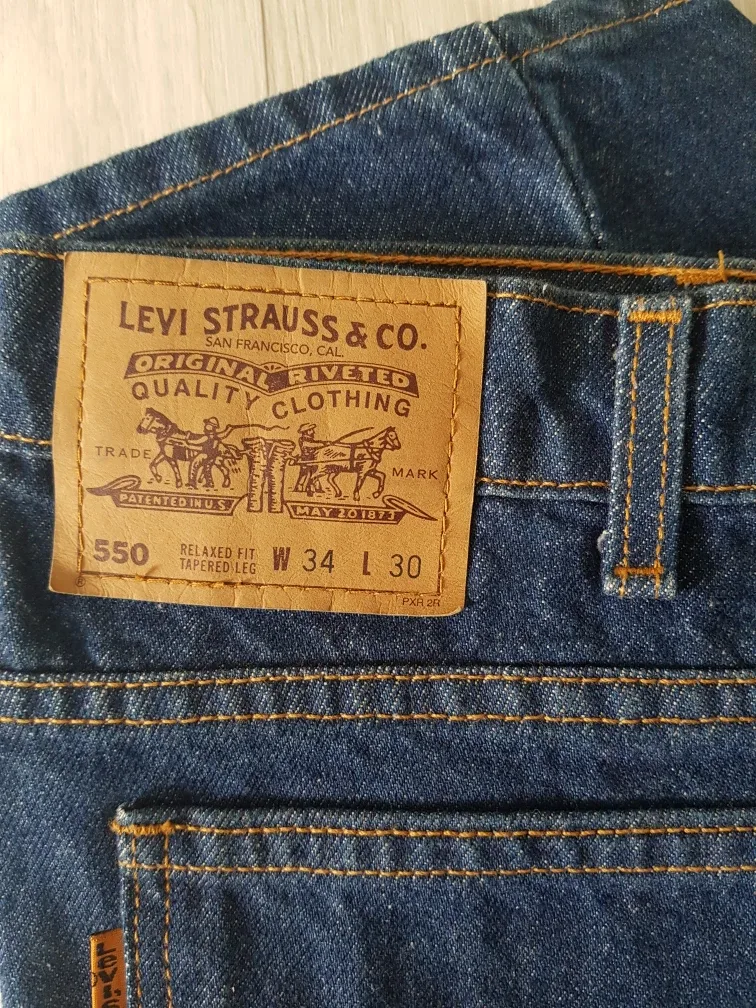 LEVI STRAUSS & CO.
SAN FRANCISCO, CAL.
ORIGINAL RIVETED
QUALITY CLOTHING
TRADE MARK
PATENTED IN U.S. MAY 20 1873
550 RELAXED FIT W 34 L 30
TAPERED LEG
®
PXR 2R
LEVI'S